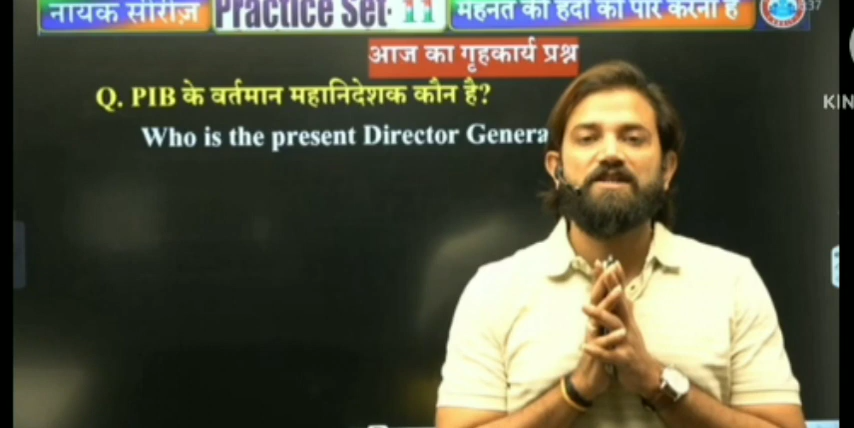 नायक सीरीज़ Practice Set- 11 मेहनत की हदों को पार करना है
आज का गृहकार्य प्रश्न
Q. PIB के वर्तमान महानिदेशक कौन है?
KIN
Who is the present Director Genera